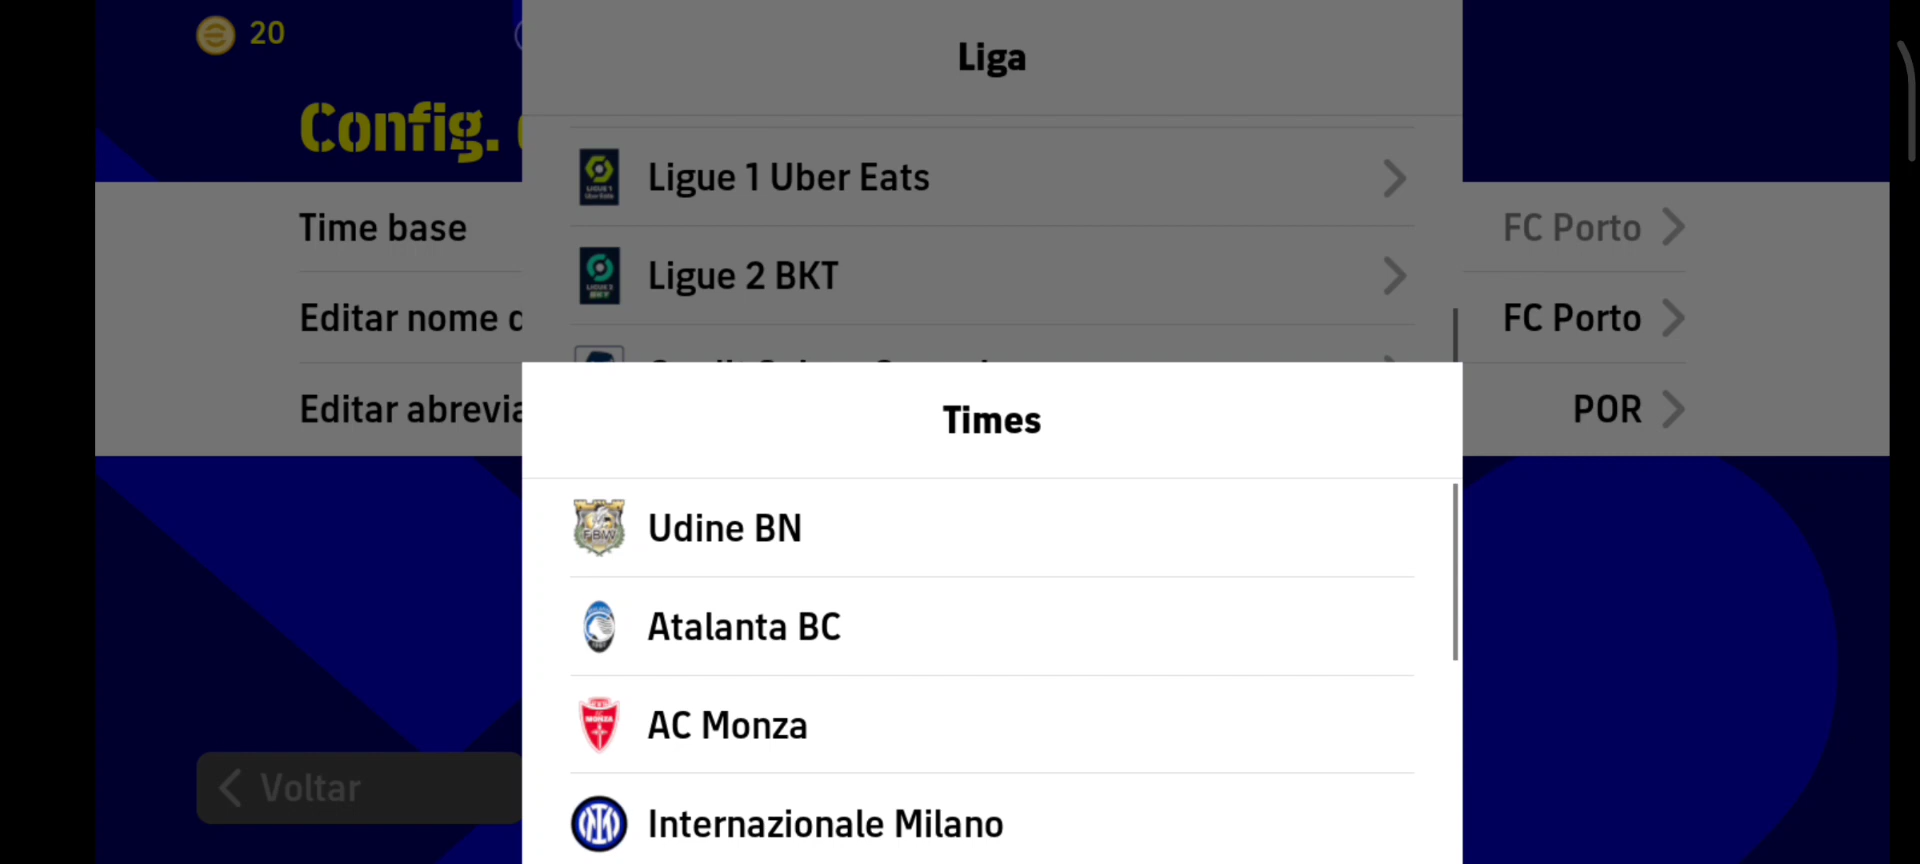 20
Liga
Config.
Ligue 1 Uber Eats
Time base
FC Porto
Ligue 2 BKT
Editar nome
FC Porto
Editar abrevia
POR
Times
Udine BN
Atalanta BC
AC Monza
Voltar
Internazionale Milano